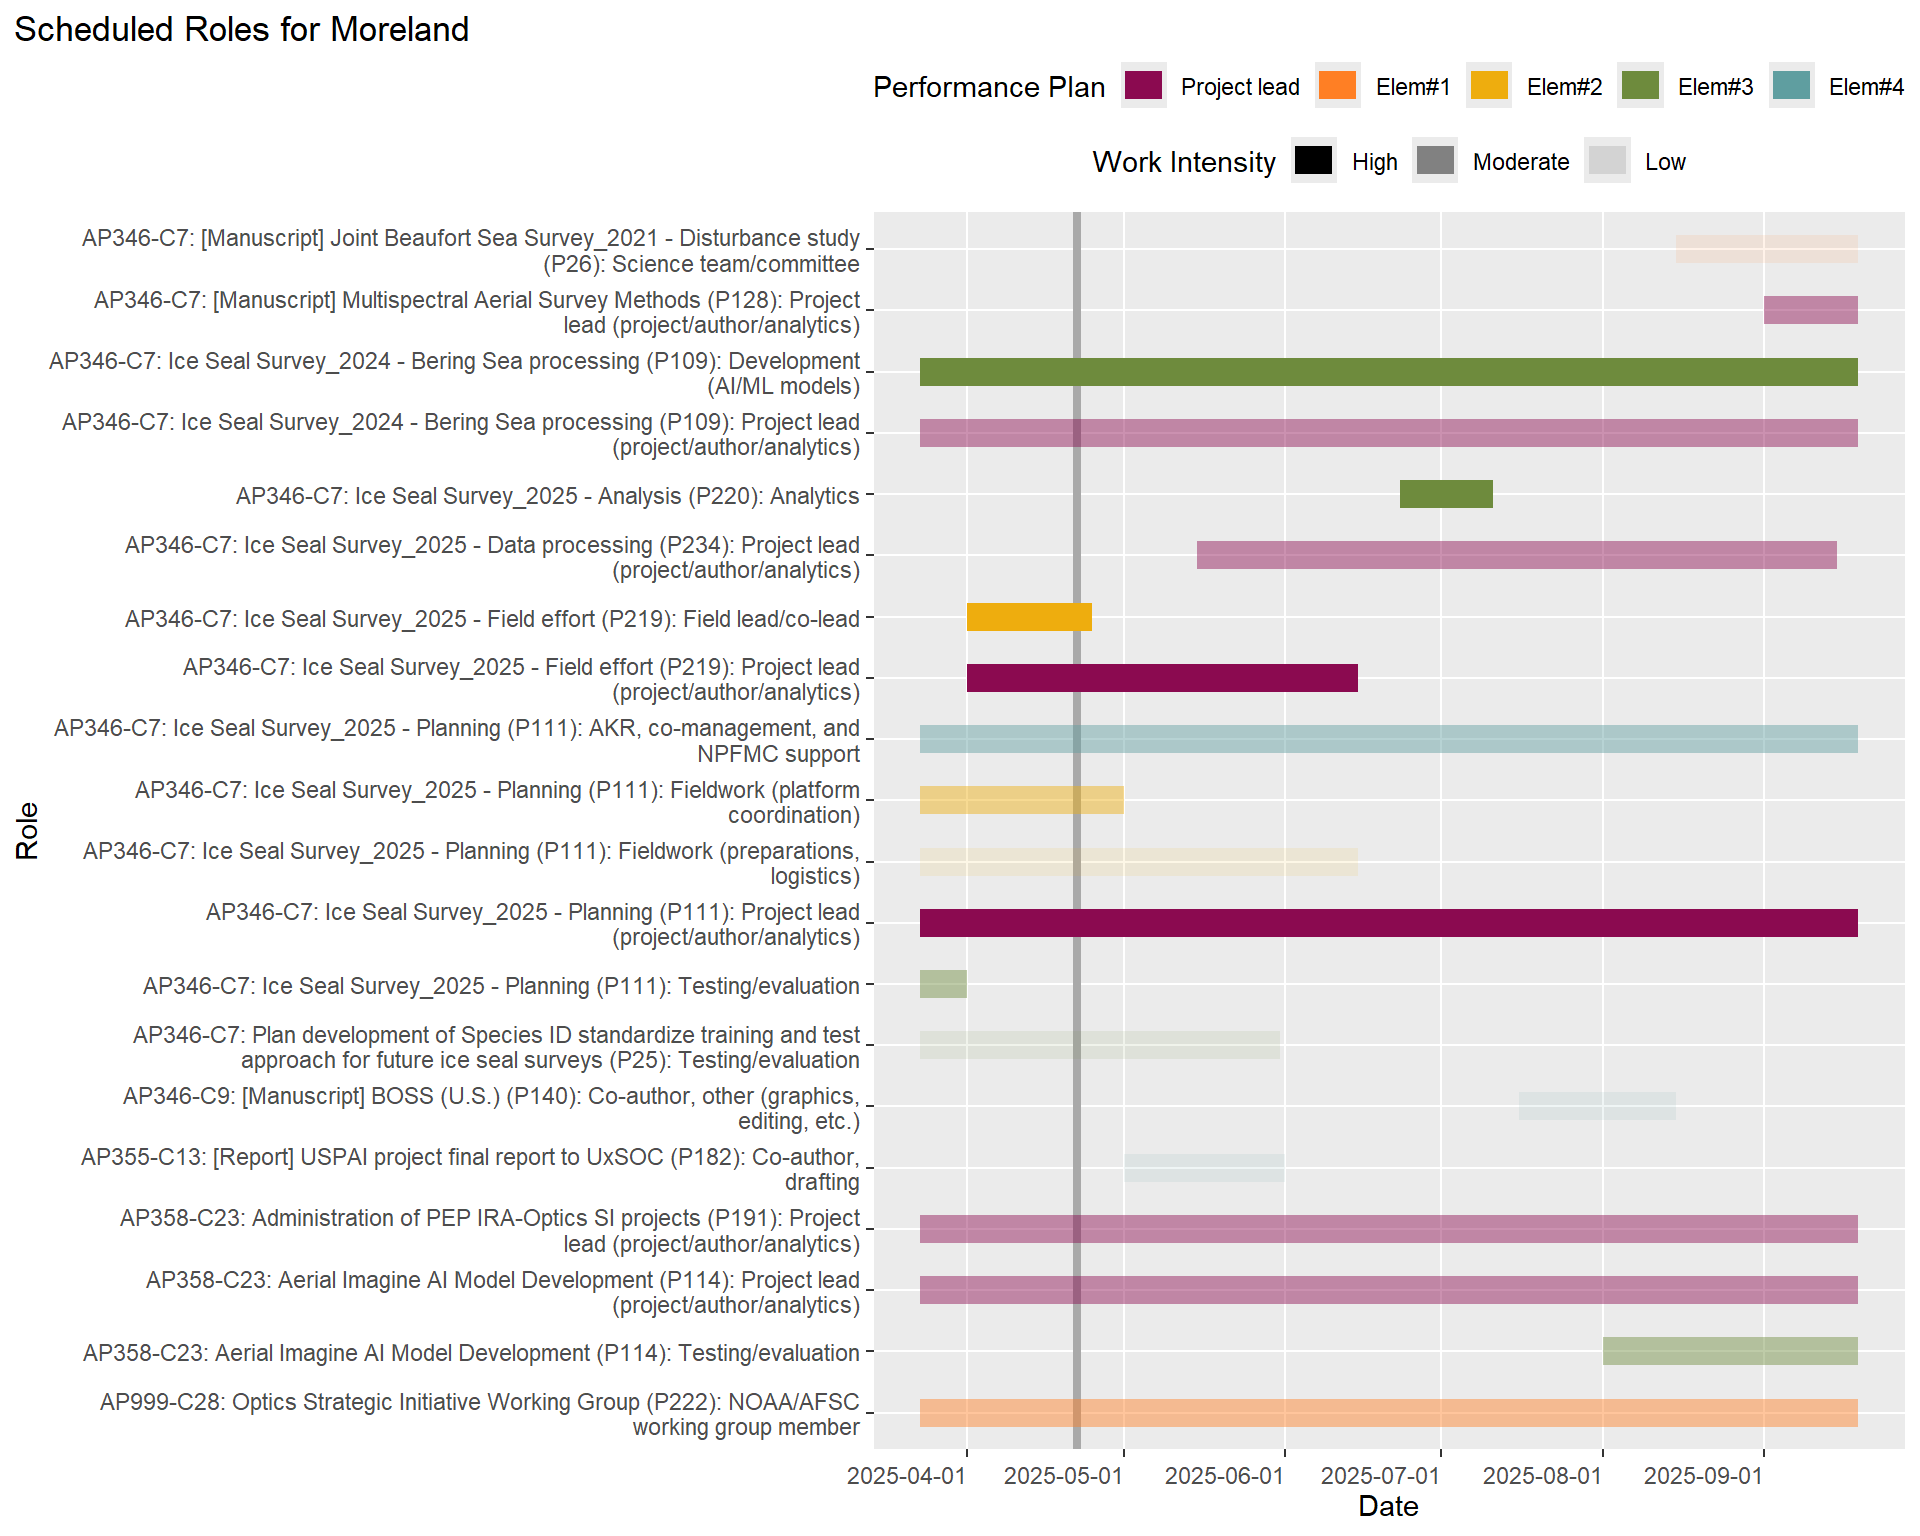 Scheduled Roles for Moreland
Performance Plan Project lead Elem#1 Elem#2 Elem#3 Elem#4
Work Intensity High Moderate Low
AP346-C7: [Manuscript] Joint Beaufort Sea Survey_2021 - Disturbance study
(P26): Science team/committee
AP346-C7: [Manuscript] Multispectral Aerial Survey Methods (P128): Project
lead (project/author/analytics)
AP346-C7: Ice Seal Survey_2024 - Bering Sea processing (P109): Development
(AI/ML models)
AP346-C7: Ice Seal Survey_2024 - Bering Sea processing (P109): Project lead
(project/author/analytics)
AP346-C7: Ice Seal Survey_2025 - Analysis (P220): Analytics
AP346-C7: Ice Seal Survey_2025 - Data processing (P234): Project lead
(project/author/analytics)
AP346-C7: Ice Seal Survey_2025 - Field effort (P219): Field lead/co-lead
AP346-C7: Ice Seal Survey_2025 - Field effort (P219): Project lead
(project/author/analytics)
AP346-C7: Ice Seal Survey_2025 - Planning (P111): AKR, co-management, and
NPFMC support
AP346-C7: Ice Seal Survey_2025 - Planning (P111): Fieldwork (platform
coordination)
AP346-C7: Ice Seal Survey_2025 - Planning (P111): Fieldwork (preparations,
logistics)
AP346-C7: Ice Seal Survey_2025 - Planning (P111): Project lead
(project/author/analytics)
AP346-C7: Ice Seal Survey_2025 - Planning (P111): Testing/evaluation
AP346-C7: Plan development of Species ID standardize training and test
approach for future ice seal surveys (P25): Testing/evaluation
AP346-C9: [Manuscript] BOSS (U.S.) (P140): Co-author, other (graphics,
editing, etc.)
AP355-C13: [Report] USPAI project final report to UxSOC (P182): Co-author,
drafting
AP358-C23: Administration of PEP IRA-Optics SI projects (P191): Project
lead (project/author/analytics)
AP358-C23: Aerial Imagine AI Model Development (P114): Project lead
(project/author/analytics)
AP358-C23: Aerial Imagine AI Model Development (P114): Testing/evaluation
AP999-C28: Optics Strategic Initiative Working Group (P222): NOAA/AFSC
working group member
Role
2025-04-01 2025-05-01 2025-06-01 2025-07-01 2025-08-01 2025-09-01
Date